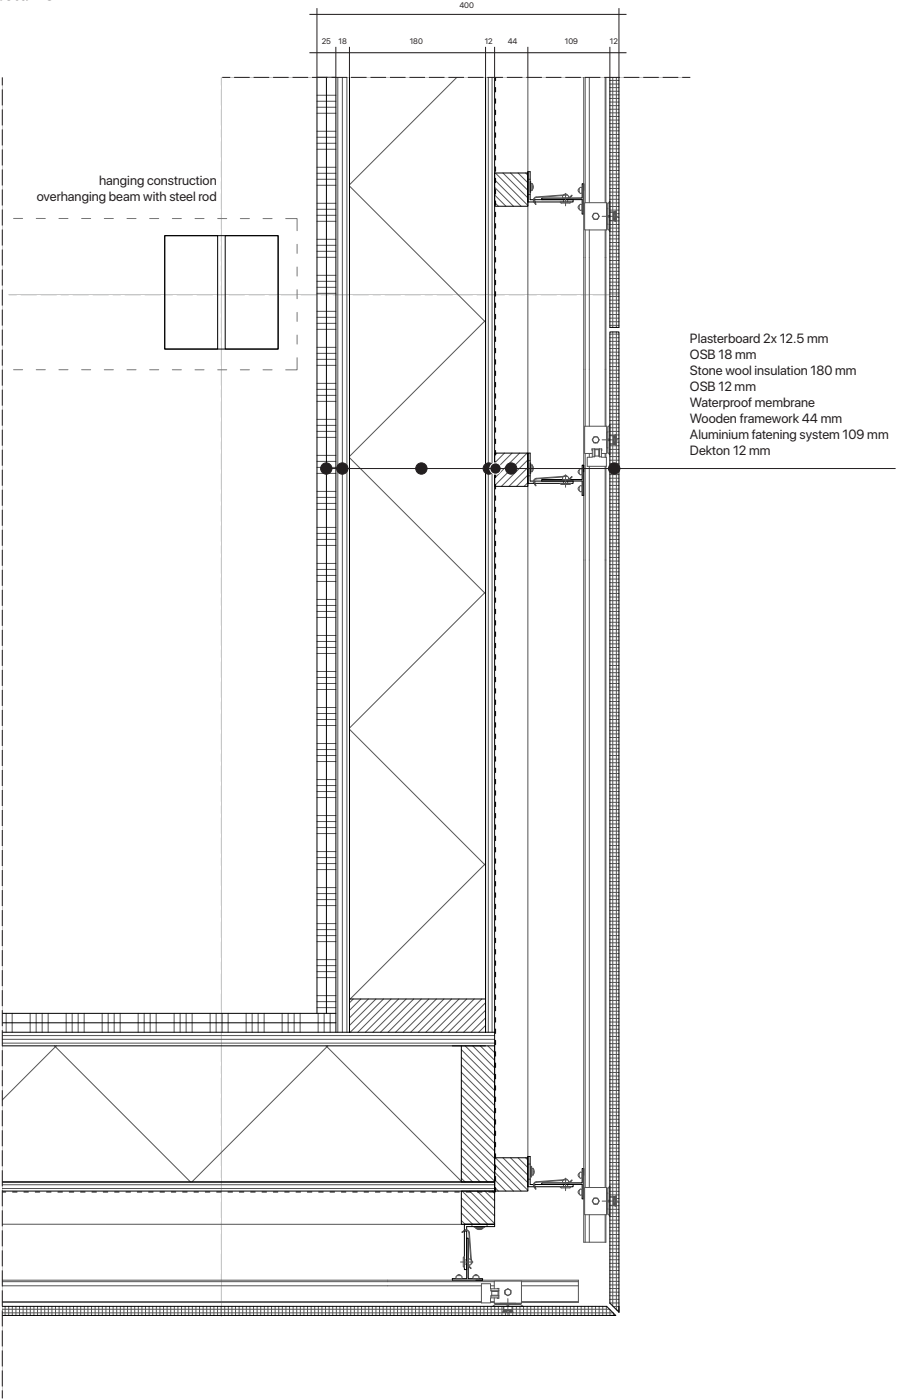 400
25 18 180 12 44 109 12
hanging construction
overhanging beam with steel rod
Plasterboard 2x 12.5 mm
OSB 18 mm
Stone wool insulation 180 mm
OSB 12 mm
Waterproof membrane
Wooden framework 44 mm
Aluminium fatening system 109 mm
Dekton 12 mm